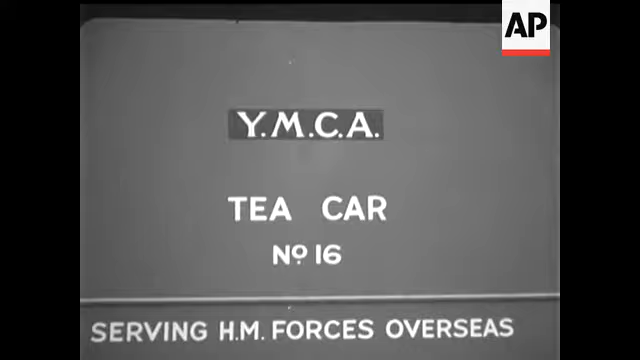 AP
Y.M.C.A.
TEA CAR
Nº 16
SERVING H.M. FORCES OVERSEAS